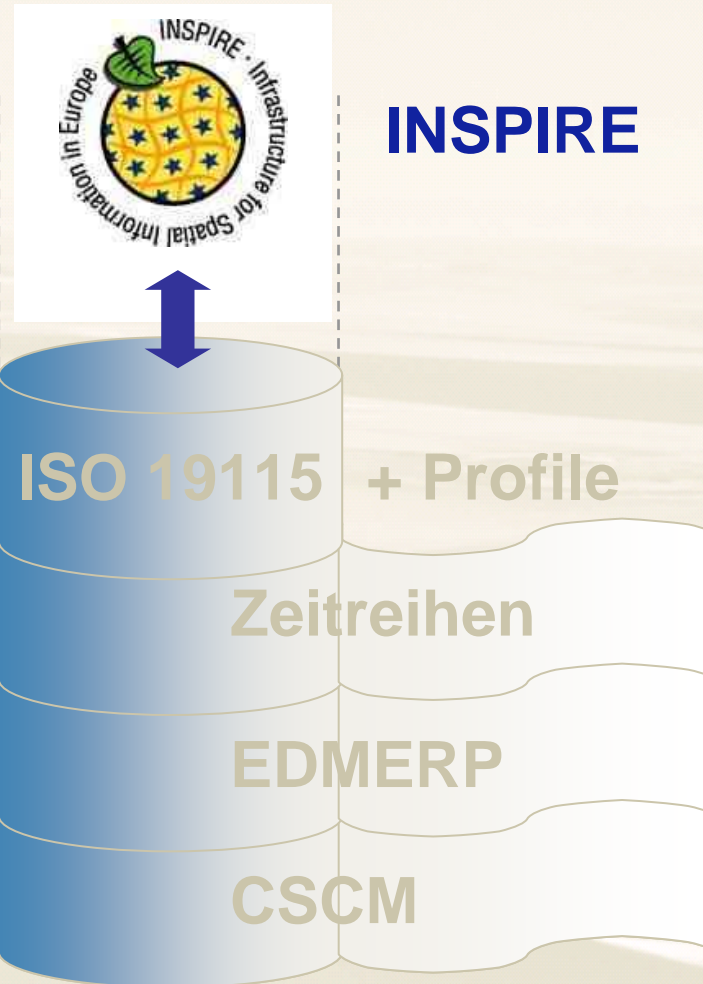 INSPIRE · Infrastructure for Spatial Information in Europe
INSPIRE
ISO 19115 + Profile
Zeitreihen
EDMERP
CSCM